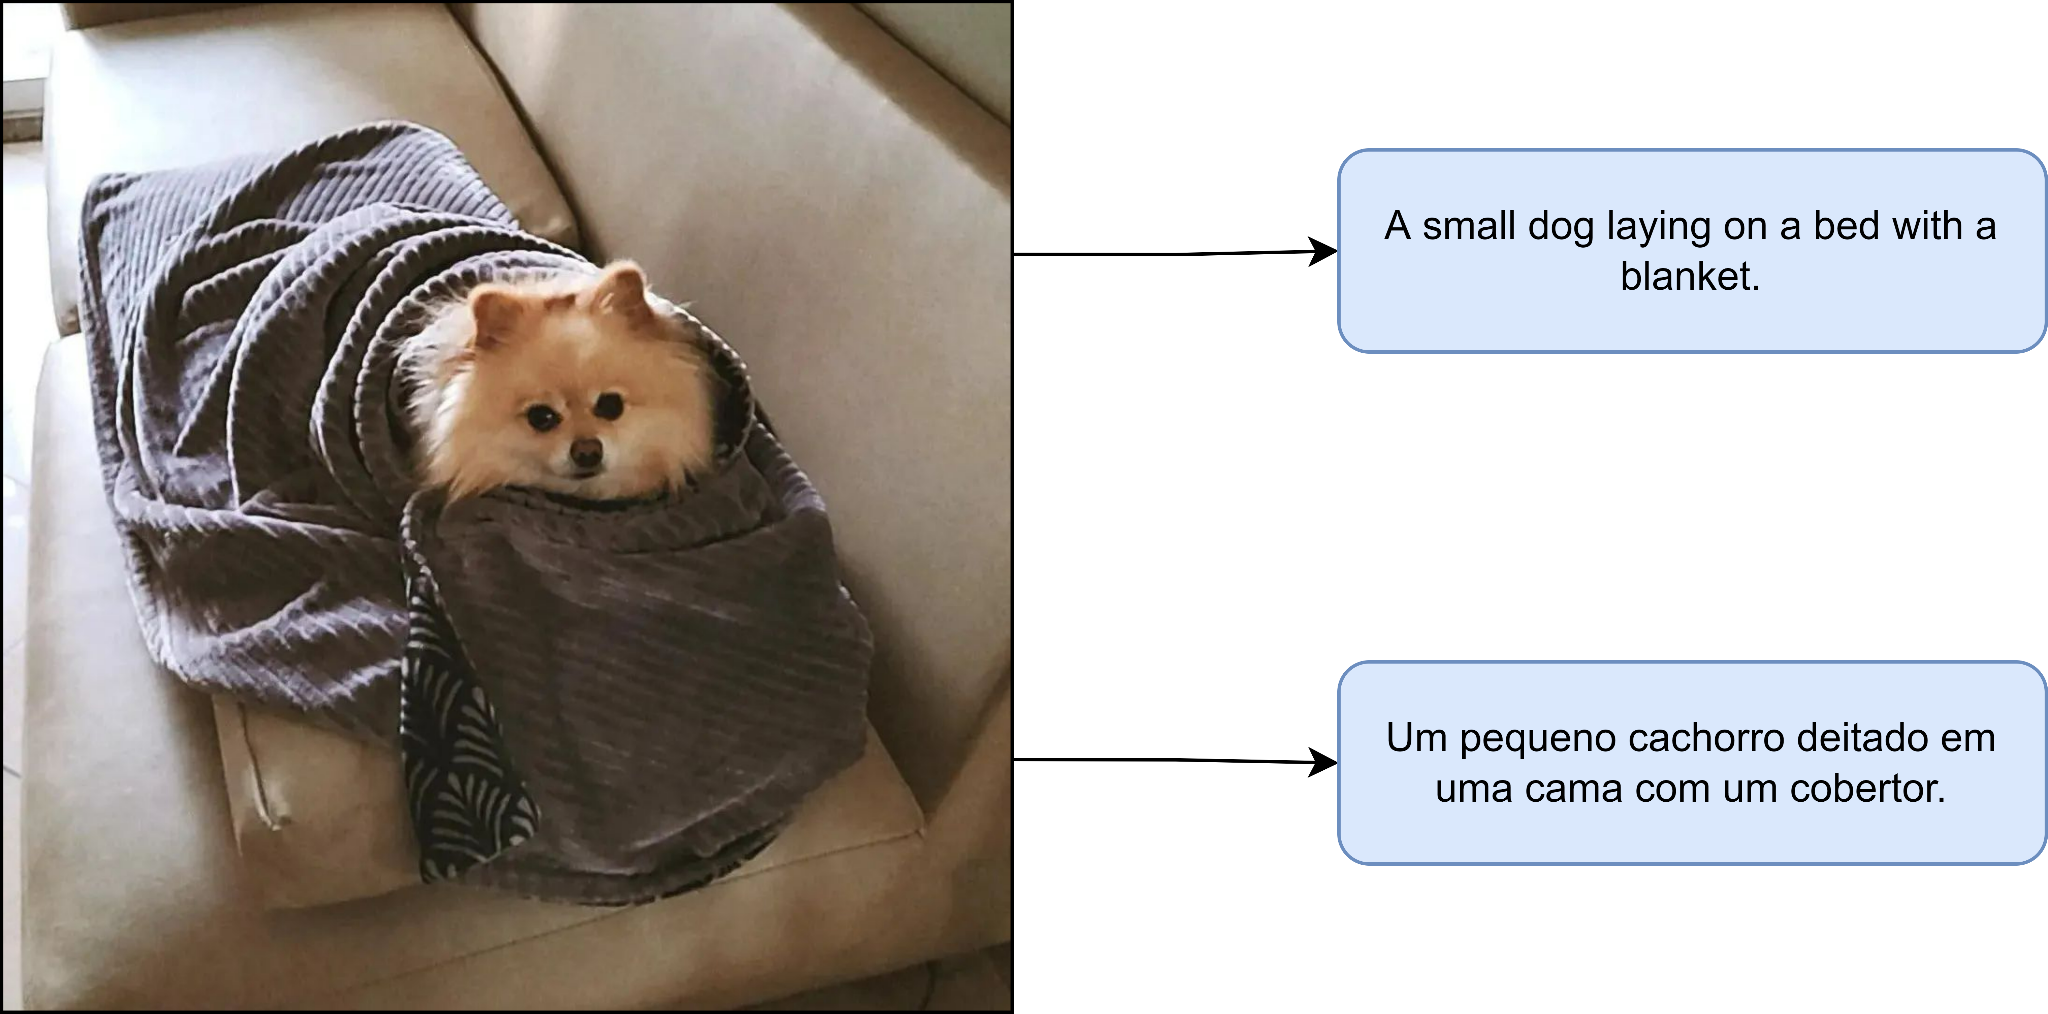 A small dog laying on a bed with a
blanket.
Um pequeno cachorro deitado em
uma cama com um cobertor.